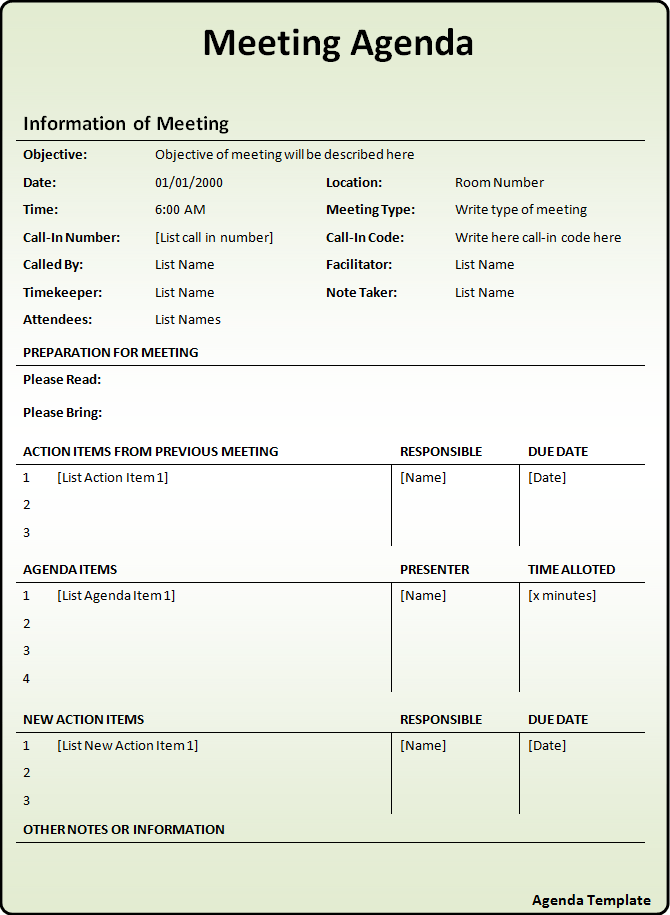 Meeting Agenda
Information of Meeting
Objective: Objective of meeting will be described here
Date: 01/01/2000 Location: Room Number
Time: 6:00 AM Meeting Type: Write type of meeting
Call-In Number: [List call in number] Call-In Code: Write here call-in code here
Called By: List Name Facilitator: List Name
Timekeeper: List Name Note Taker: List Name
Attendees: List Names
PREPARATION FOR MEETING
Please Read:
Please Bring:
ACTION ITEMS FROM PREVIOUS MEETING RESPONSIBLE DUE DATE
1 [List Action Item 1] [Name] [Date]
2
3
AGENDA ITEMS PRESENTER TIME ALLOTED
1 [List Agenda Item 1] [Name] [x minutes]
2
3
4
NEW ACTION ITEMS RESPONSIBLE DUE DATE
1 [List New Action Item 1] [Name] [Date]
2
3
OTHER NOTES OR INFORMATION
Agenda Template